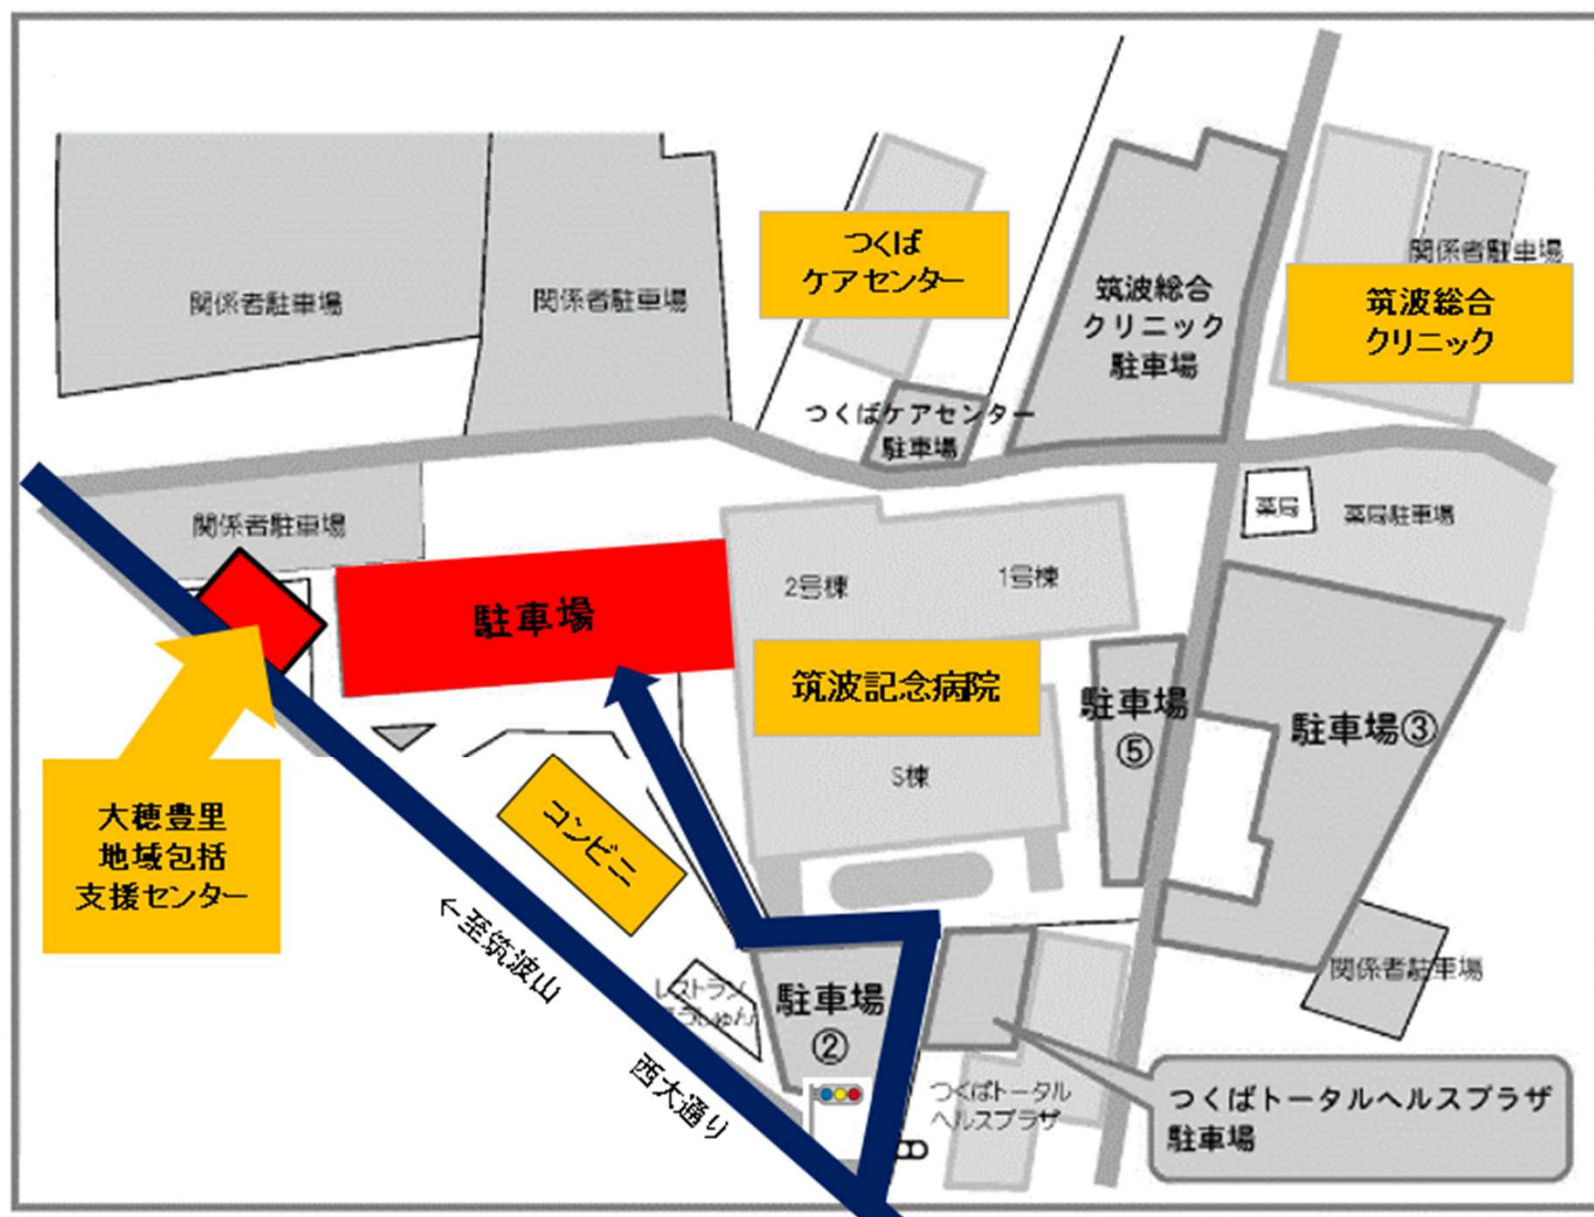 つくば
ケアセンター
関係者駐車場
筑波総合
クリニック
関係者駐車場
関係者駐車場
筑波総合
クリニック
駐車場
つくばケアセンター
駐車場
関係者駐車場
薬局
薬局駐車場
2号棟
1号棟
駐車場
筑波記念病院
駐車場
⑤
駐車場③
S棟
大穂豊里
地域包括
支援センター
コンビニ
←至筑波山
関係者駐車場
レストラン
駐車場
②
西大通り
つくばトータル
ヘルスプラザ
つくばトータルヘルスプラザ
駐車場